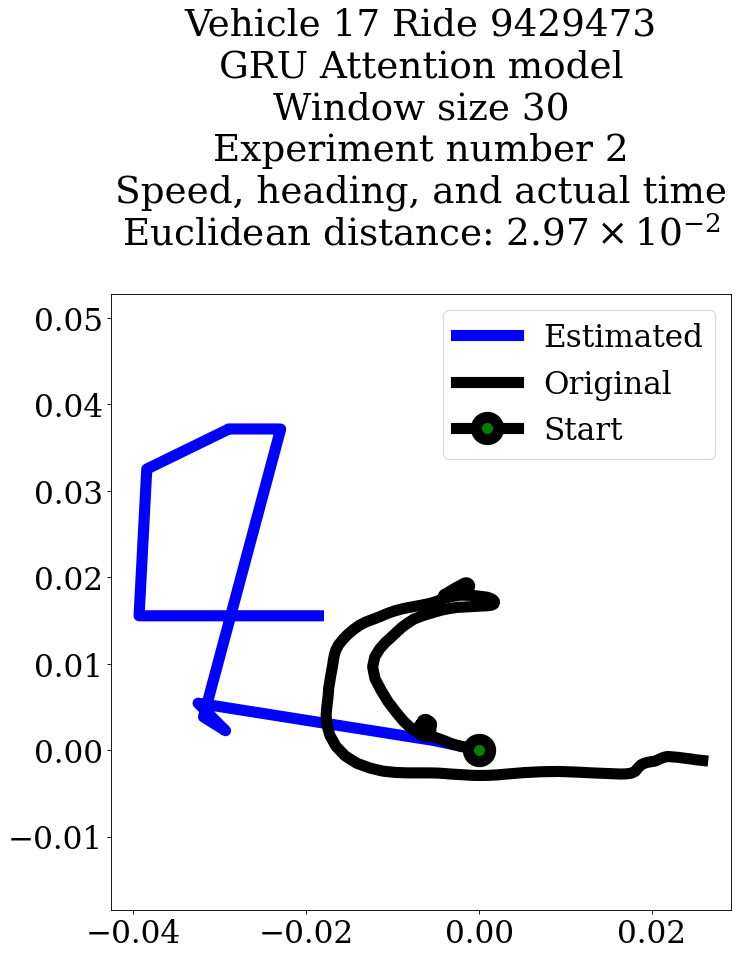 Vehicle 17 Ride 9429473
GRU Attention model
Window size 30
Experiment number 2
Speed, heading, and actual time
Euclidean distance: 2.97 × 10⁻²
Estimated
Original
Start
0.05
0.04
0.03
0.02
0.01
0.00
−0.01
−0.04 −0.02 0.00 0.02